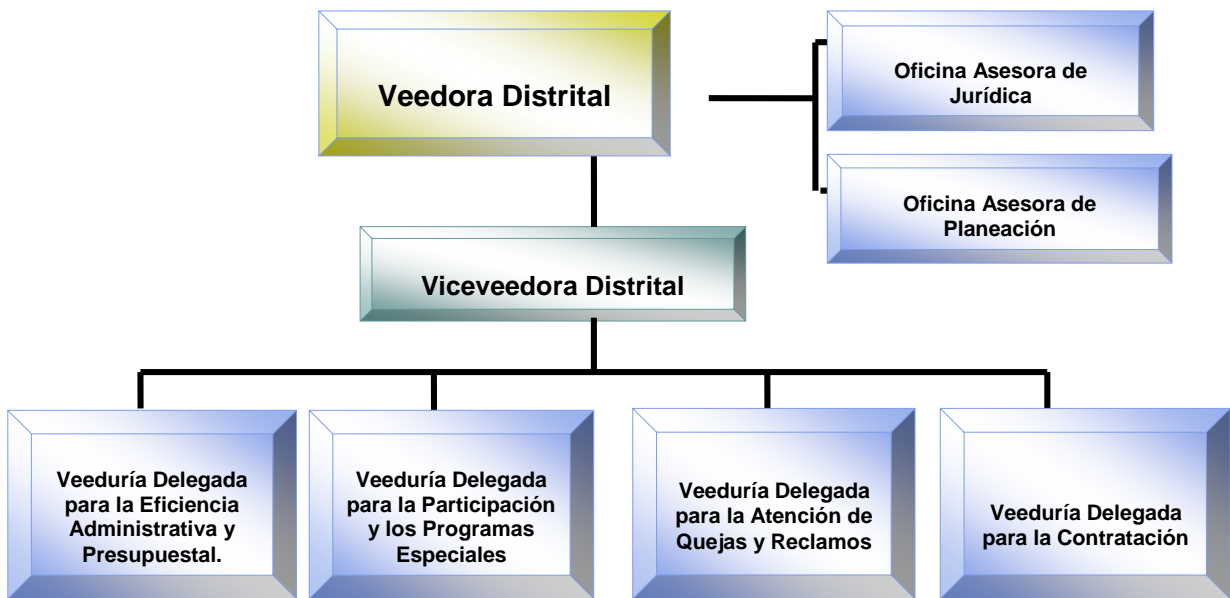 Veedora Distrital
Oficina Asesora de
Jurídica
Oficina Asesora de
Planeación
Viceveedora Distrital
Veeduría Delegada
para la Eficiencia
Administrativa y
Presupuestal.
Veeduría Delegada
para la Participación
y los Programas
Especiales
Veeduría Delegada
para la Atención de
Quejas y Reclamos
Veeduría Delegada
para la Contratación